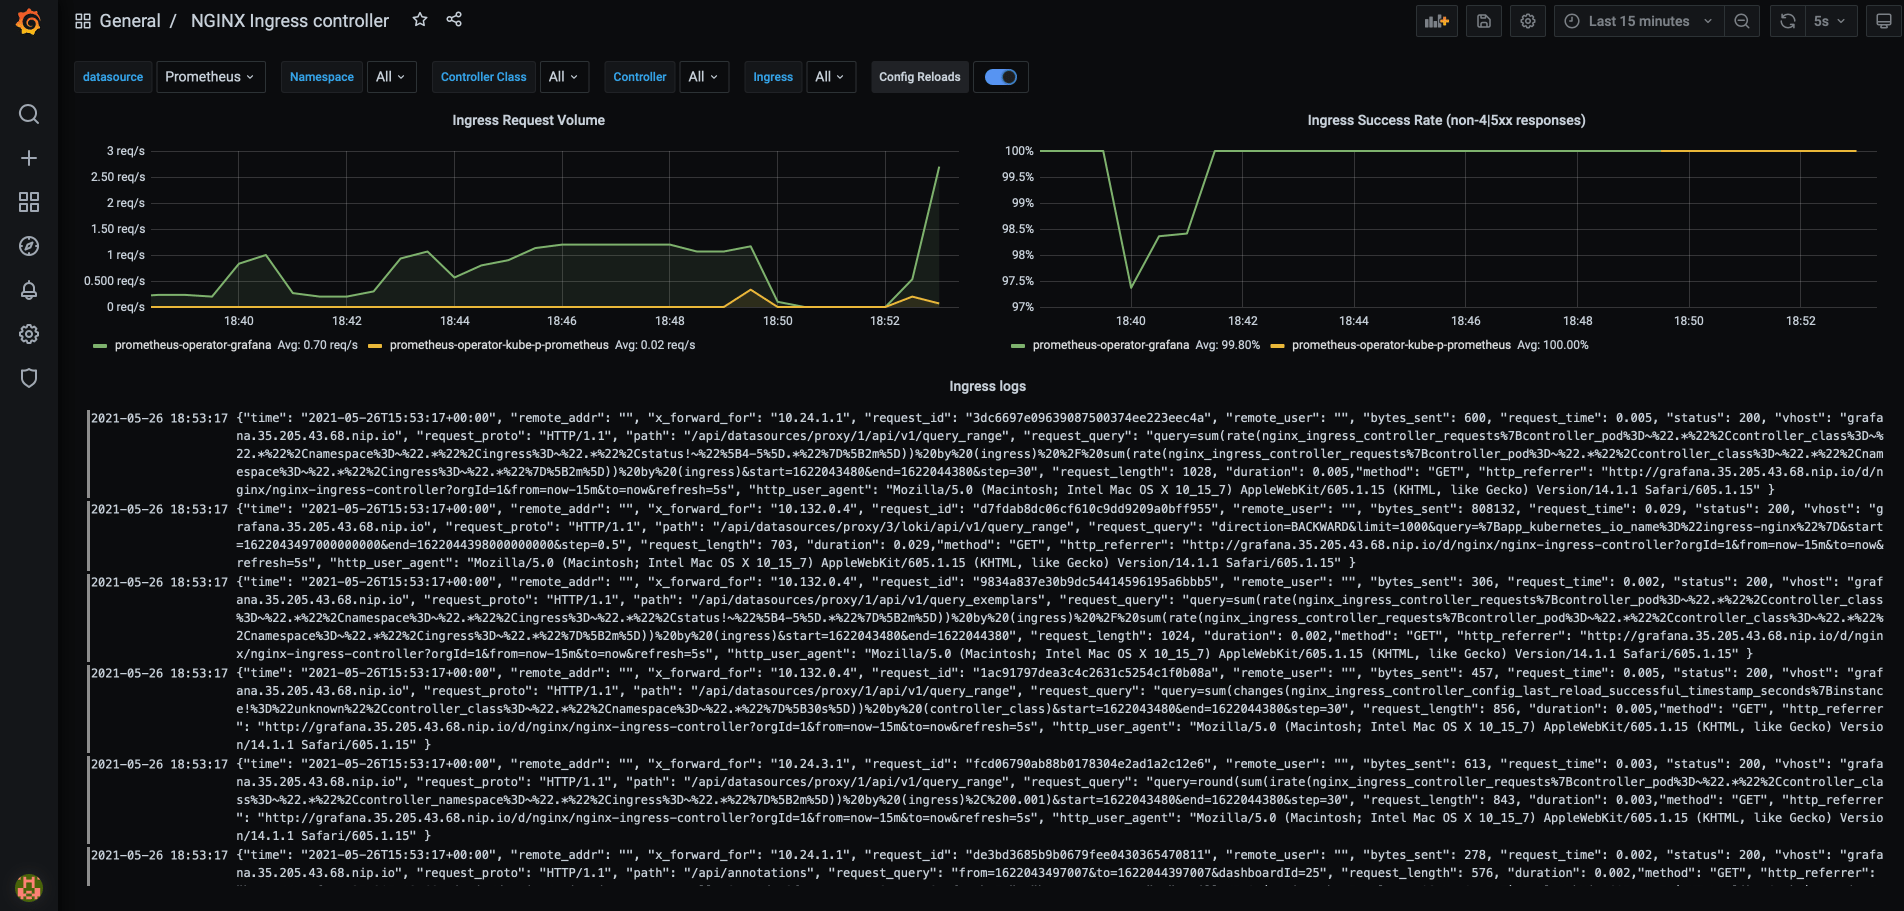 General / NGINX Ingress controller
Last 15 minutes 5s
datasource Prometheus Namespace All Controller Class All Controller All Ingress All Config Reloads
Ingress Request Volume
3 req/s
2.50 req/s
2 req/s
1.50 req/s
1 req/s
0.500 req/s
0 req/s
18:40 18:42 18:44 18:46 18:48 18:50 18:52
prometheus-operator-grafana Avg: 0.70 req/s prometheus-operator-kube-p-prometheus Avg: 0.02 req/s
Ingress Success Rate (non-4|5xx responses)
100%
99.5%
99%
98.5%
98%
97.5%
97%
18:40 18:42 18:44 18:46 18:48 18:50 18:52
prometheus-operator-grafana Avg: 99.80% prometheus-operator-kube-p-prometheus Avg: 100.00%
Ingress logs
2021-05-26 18:53:17 {"time": "2021-05-26T15:53:17+00:00", "remote_addr": "", "x_forward_for": "10.24.1.1", "request_id": "3dc6697e09639087500374ee223eec4a", "remote_user": "", "bytes_sent": 600, "request_time": 0.005, "status": 200, "vhost": "grafa
na.35.205.43.68.nip.io", "request_proto": "HTTP/1.1", "path": "/api/datasources/proxy/1/api/v1/query_range", "request_query": "query=sum(rate(nginx_ingress_controller_requests%7Bcontroller_pod%3D~%22.*%22%2Ccontroller_class%3D~%
22.*%22%2Cnamespace%3D~%22.*%22%2Cingress%3D~%22.*%22%2Cstatus!~%22%5B4-5%5D.*%22%7D%5B2m%5D))%20by%20(ingress)%20%2F%20sum(rate(nginx_ingress_controller_requests%7Bcontroller_pod%3D~%22.*%22%2Ccontroller_class%3D~%22.*%22%2Cnam
espace%3D~%22.*%22%2Cingress%3D~%22.*%22%7D%5B2m%5D))%20by%20(ingress)&start=1622043480&end=1622044380&step=30", "request_length": 1028, "duration": 0.005,"method": "GET", "http_referrer": "http://grafana.35.205.43.68.nip.io/d/n
ginx/nginx-ingress-controller?orgId=1&from=now-15m&to=now&refresh=5s", "http_user_agent": "Mozilla/5.0 (Macintosh; Intel Mac OS X 10_15_7) AppleWebKit/605.1.15 (KHTML, like Gecko) Version/14.1.1 Safari/605.1.15" }
2021-05-26 18:53:17 {"time": "2021-05-26T15:53:17+00:00", "remote_addr": "", "x_forward_for": "10.132.0.4", "request_id": "d7fdab8dc06cf610c9dd9209a0bff955", "remote_user": "", "bytes_sent": 808132, "request_time": 0.029, "status": 200, "vhost": "g
rafana.35.205.43.68.nip.io", "request_proto": "HTTP/1.1", "path": "/api/datasources/proxy/3/loki/api/v1/query_range", "request_query": "direction=BACKWARD&limit=1000&query=%7Bapp_kubernetes_io_name%3D%22ingress-nginx%22%7D&start
=1622043497000000000&end=1622044398000000000&step=0.5", "request_length": 703, "duration": 0.029,"method": "GET", "http_referrer": "http://grafana.35.205.43.68.nip.io/d/nginx/nginx-ingress-controller?orgId=1&from=now-15m&to=now&
refresh=5s", "http_user_agent": "Mozilla/5.0 (Macintosh; Intel Mac OS X 10_15_7) AppleWebKit/605.1.15 (KHTML, like Gecko) Version/14.1.1 Safari/605.1.15" }
2021-05-26 18:53:17 {"time": "2021-05-26T15:53:17+00:00", "remote_addr": "", "x_forward_for": "10.132.0.4", "request_id": "9834a837e30b9dc54414596195a6bbb5", "remote_user": "", "bytes_sent": 306, "request_time": 0.002, "status": 200, "vhost": "graf
ana.35.205.43.68.nip.io", "request_proto": "HTTP/1.1", "path": "/api/datasources/proxy/1/api/v1/query_exemplars", "request_query": "query=sum(rate(nginx_ingress_controller_requests%7Bcontroller_pod%3D~%22.*%22%2Ccontroller_class
%3D~%22.*%22%2Cnamespace%3D~%22.*%22%2Cingress%3D~%22.*%22%2Cstatus!~%22%5B4-5%5D.*%22%7D%5B2m%5D))%20by%20(ingress)%20%2F%20sum(rate(nginx_ingress_controller_requests%7Bcontroller_pod%3D~%22.*%22%2Ccontroller_class%3D~%22.*%22%
2Cnamespace%3D~%22.*%22%2Cingress%3D~%22.*%22%7D%5B2m%5D))%20by%20(ingress)&start=1622043480&end=1622044380", "request_length": 1024, "duration": 0.002,"method": "GET", "http_referrer": "http://grafana.35.205.43.68.nip.io/d/ngin
x/nginx-ingress-controller?orgId=1&from=now-15m&to=now&refresh=5s", "http_user_agent": "Mozilla/5.0 (Macintosh; Intel Mac OS X 10_15_7) AppleWebKit/605.1.15 (KHTML, like Gecko) Version/14.1.1 Safari/605.1.15" }
2021-05-26 18:53:17 {"time": "2021-05-26T15:53:17+00:00", "remote_addr": "", "x_forward_for": "10.132.0.4", "request_id": "1ac91797dea3c4c2631c5254c1f0b08a", "remote_user": "", "bytes_sent": 457, "request_time": 0.005, "status": 200, "vhost": "graf
ana.35.205.43.68.nip.io", "request_proto": "HTTP/1.1", "path": "/api/datasources/proxy/1/api/v1/query_range", "request_query": "query=sum(changes(nginx_ingress_controller_config_last_reload_successful_timestamp_seconds%7Binstanc
e!%3D%22unknown%22%2Ccontroller_class%3D~%22.*%22%2Cnamespace%3D~%22.*%22%7D%5B30s%5D))%20by%20(controller_class)&start=1622043480&end=1622044380&step=30", "request_length": 856, "duration": 0.005,"method": "GET", "http_referrer
": "http://grafana.35.205.43.68.nip.io/d/nginx/nginx-ingress-controller?orgId=1&from=now-15m&to=now&refresh=5s", "http_user_agent": "Mozilla/5.0 (Macintosh; Intel Mac OS X 10_15_7) AppleWebKit/605.1.15 (KHTML, like Gecko) Versio
n/14.1.1 Safari/605.1.15" }
2021-05-26 18:53:17 {"time": "2021-05-26T15:53:17+00:00", "remote_addr": "", "x_forward_for": "10.24.3.1", "request_id": "fcd06790ab88b0178304e2ad1a2c12e6", "remote_user": "", "bytes_sent": 613, "request_time": 0.003, "status": 200, "vhost": "grafa
na.35.205.43.68.nip.io", "request_proto": "HTTP/1.1", "path": "/api/datasources/proxy/1/api/v1/query_range", "request_query": "query=round(sum(irate(nginx_ingress_controller_requests%7Bcontroller_pod%3D~%22.*%22%2Ccontroller_cla
ss%3D~%22.*%22%2Ccontroller_namespace%3D~%22.*%22%2Cingress%3D~%22.*%22%7D%5B2m%5D))%20by%20(ingress)%2C%200.001)&start=1622043480&end=1622044380&step=30", "request_length": 843, "duration": 0.003,"method": "GET", "http_referrer
": "http://grafana.35.205.43.68.nip.io/d/nginx/nginx-ingress-controller?orgId=1&from=now-15m&to=now&refresh=5s", "http_user_agent": "Mozilla/5.0 (Macintosh; Intel Mac OS X 10_15_7) AppleWebKit/605.1.15 (KHTML, like Gecko) Versio
n/14.1.1 Safari/605.1.15" }
2021-05-26 18:53:17 {"time": "2021-05-26T15:53:17+00:00", "remote_addr": "", "x_forward_for": "10.24.1.1", "request_id": "de3bd3685b9b0679fee0430365470811", "remote_user": "", "bytes_sent": 278, "request_time": 0.002, "status": 200, "vhost": "grafa
na.35.205.43.68.nip.io", "request_proto": "HTTP/1.1", "path": "/api/annotations", "request_query": "from=1622043497007&to=1622044397007&dashboardId=25", "request_length": 576, "duration": 0.002,"method": "GET", "http_referrer":